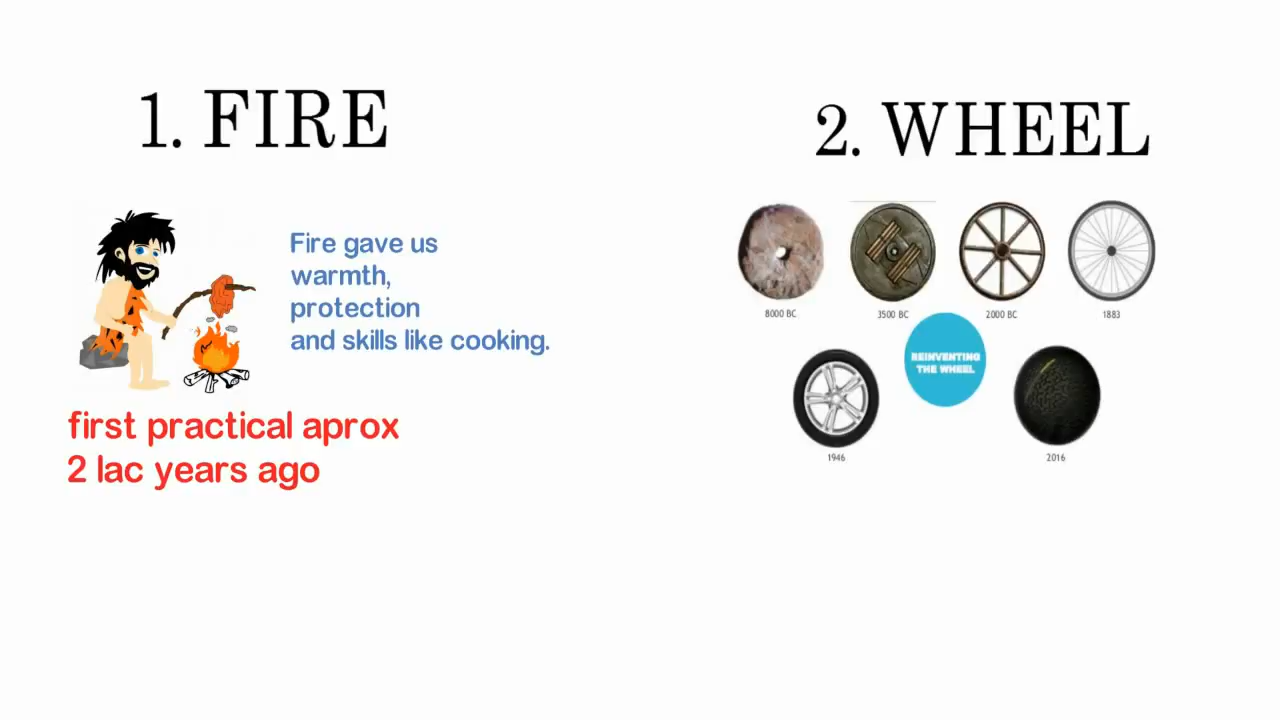 1. FIRE
Fire gave us
warmth,
protection
and skills like cooking.
first practical aprox
2 lac years ago
2. WHEEL
8000 BC
3500 BC
2000 BC
1883
REINVENTING
THE WHEEL
1946
2016